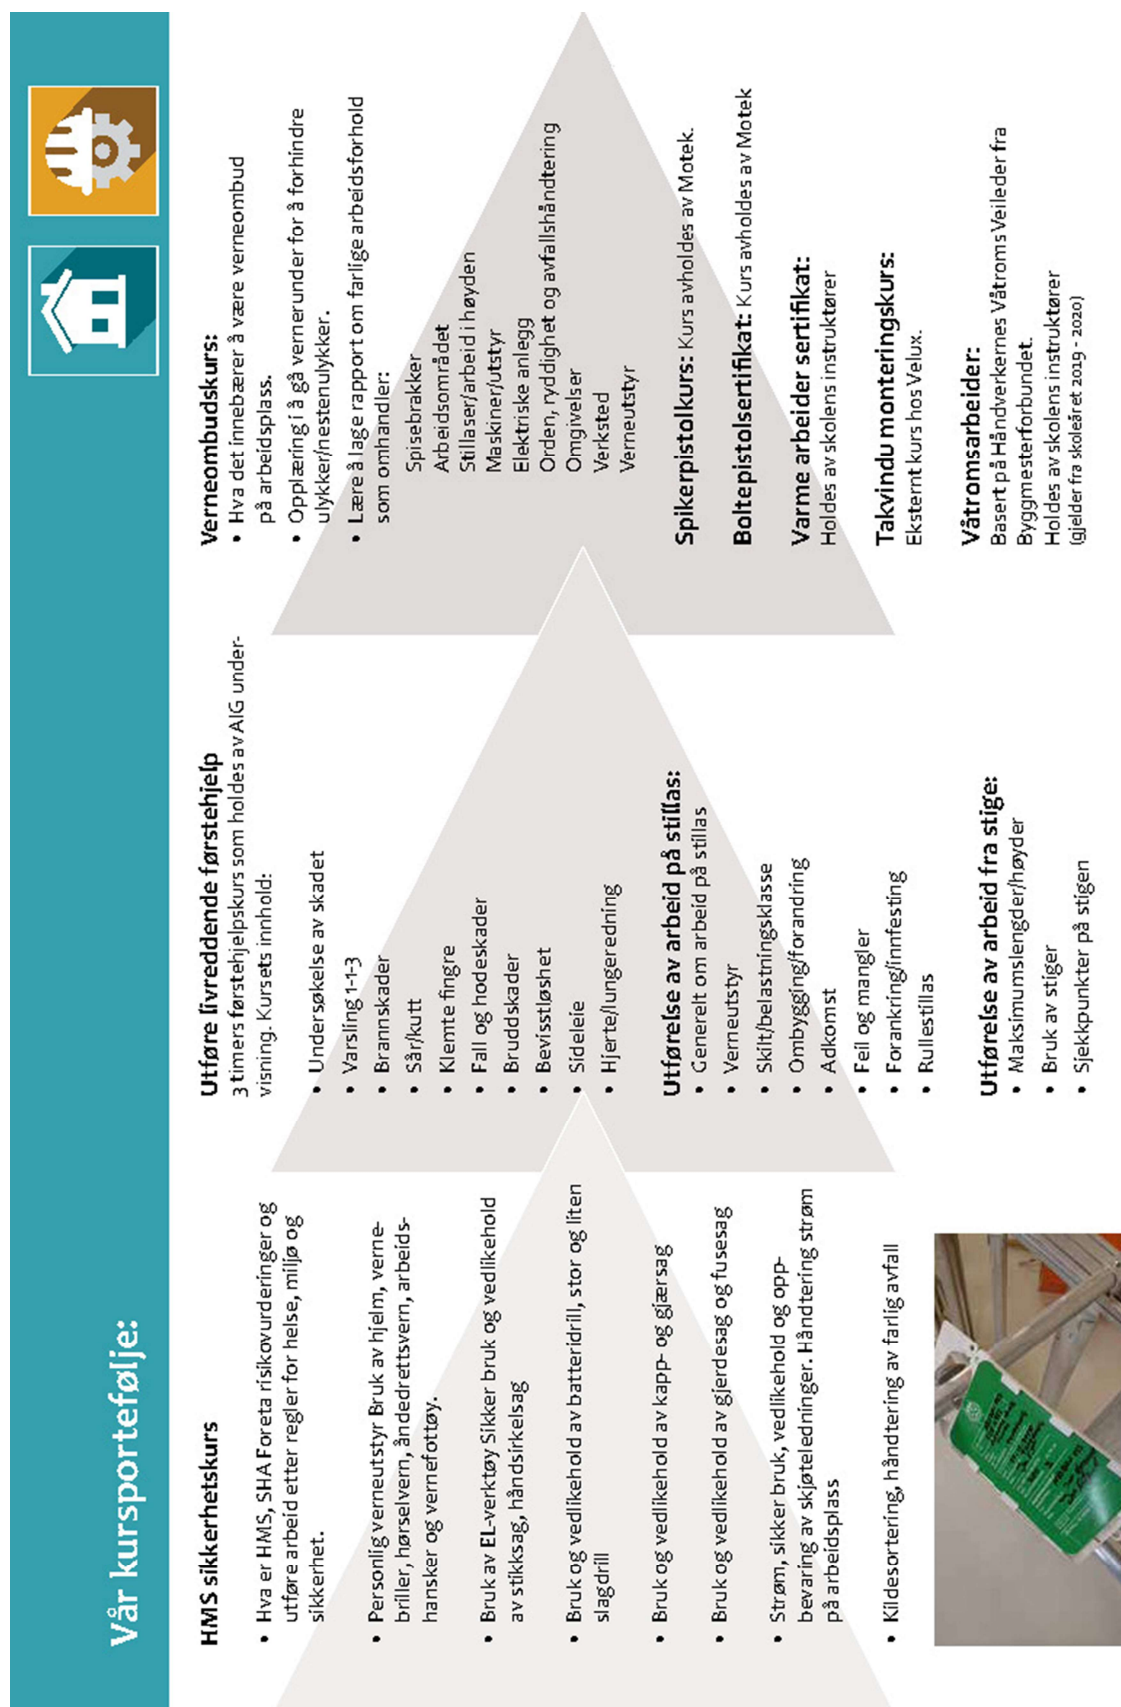 Vår kursportefølje:
HMS sikkerhetskurs
• Hva er HMS, SHA Foreta risikovurderinger og
utføre arbeid etter regler for helse, miljø og
sikkerhet.
• Personlig verneutstyr Bruk av hjelm, verne-
briller, hørselvern, åndedrettsvern, arbeids-
hansker og vernefottøy.
• Bruk av EL-verktøy Sikker bruk og vedlikehold
av stikksag, håndsirkelsag
• Bruk og vedlikehold av batteridrill, stor og liten
slagdrill
• Bruk og vedlikehold av kapp- og gjærsag
• Bruk og vedlikehold av gjerdesag og fusesag
• Strøm, sikker bruk, vedlikehold og opp-
bevaring av skjøteledninger. Håndtering strøm
på arbeidsplass
• Kildesortering, håndtering av farlig avfall
Utføre livreddende førstehjelp
3 timers førstehjelpskurs som holdes av AIG under-
visning. Kursets innhold:
• Undersøkelse av skadet
• Varsling 1-1-3
• Brannskader
• Sår/kutt
• Klemte fingre
• Fall og hodeskader
• Bruddskader
• Bevisstløshet
• Sideleie
• Hjerte/lungeredning
Utførelse av arbeid på stillas:
• Generelt om arbeid på stillas
• Verneutstyr
• Skilt/belastningsklasse
• Ombygging/forandring
• Adkomst
• Feil og mangler
• Forankring/innfesting
• Rullestillas
Utførelse av arbeid fra stige:
• Maksimumslengder/høyder
• Bruk av stiger
• Sjekkpunkter på stigen
Verneombudskurs:
• Hva det innebærer å være verneombud
på arbeidsplass.
• Opplæring i å gå vernerunder for å forhindre
ulykker/nestenulykker.
• Lære å lage rapport om farlige arbeidsforhold
som omhandler:
Spisebrakker
Arbeidsområdet
Stillaser/arbeid i høyden
Maskiner/utstyr
Elektriske anlegg
Orden, ryddighet og avfallshåndtering
Omgivelser
Verksted
Verneutstyr
Spikerpistolkurs: Kurs avholdes av Motek.
Boltepistolsertifikat: Kurs avholdes av Motek
Varme arbeider sertifikat:
Holdes av skolens instruktører
Takvindu monteringskurs:
Eksternt kurs hos Velux.
Våtromsarbeider:
Basert på Håndverkernes Våtroms Veileder fra
Byggmesterforbundet.
Holdes av skolens instruktører
(gjelder fra skoleåret 2019 - 2020)